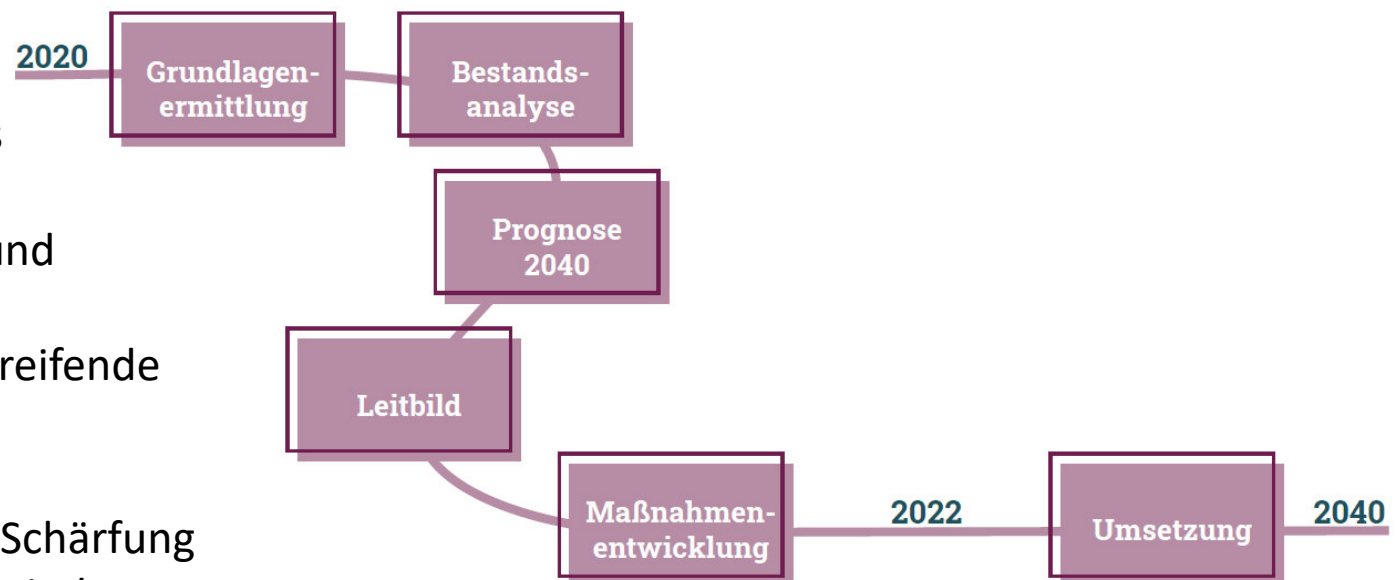 2020
Grundlagen-
ermittlung
Bestands-
analyse
und
Prognose
2040
reifende
Leitbild
Schärfung
Maßnahmen-
entwicklung
2022
Umsetzung
2040